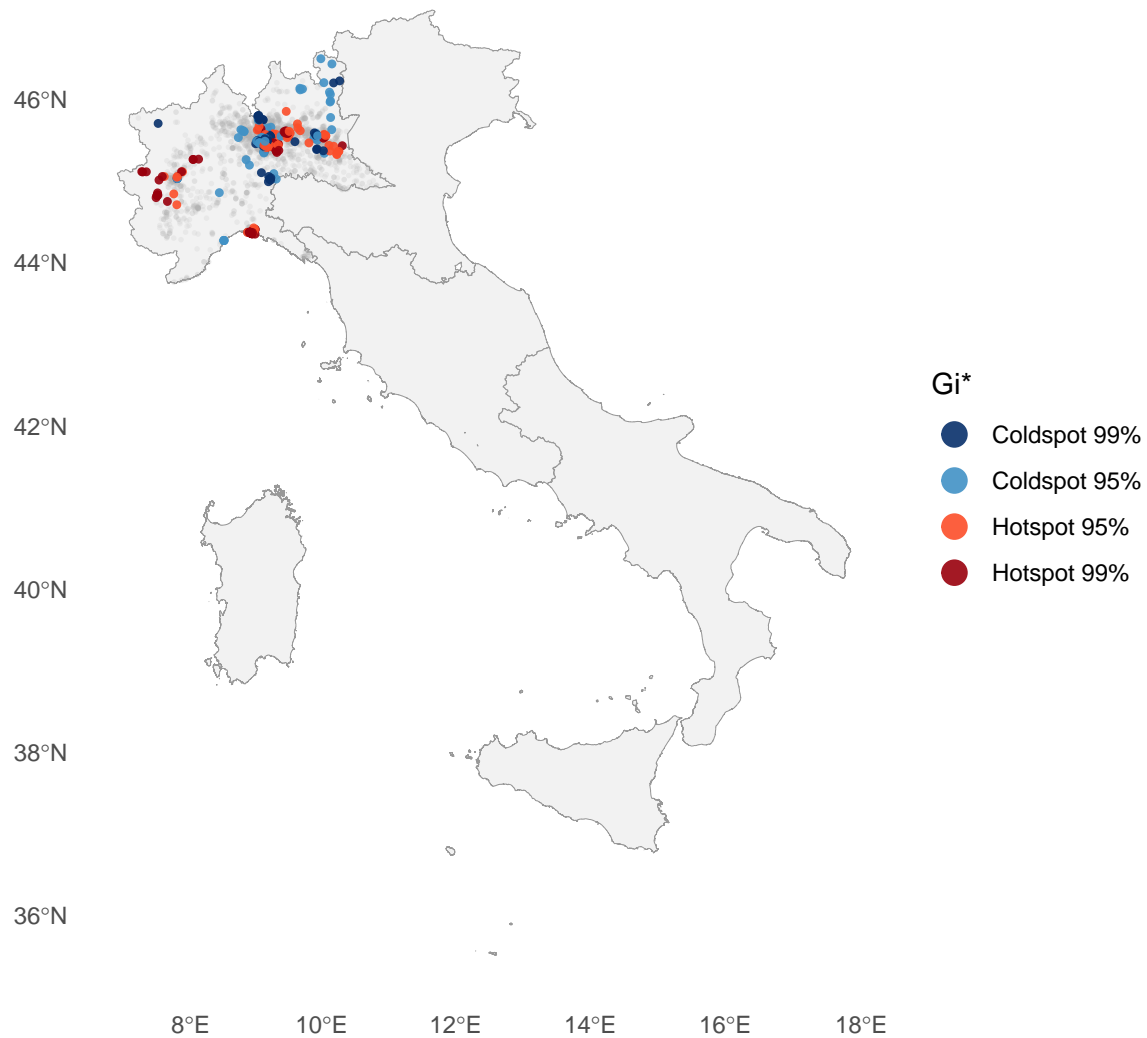 46°N
44°N
42°N
40°N
38°N
36°N
8°E
10°E
12°E
14°E
16°E
18°E
Gi*
Coldspot 99%
Coldspot 95%
Hotspot 95%
Hotspot 99%